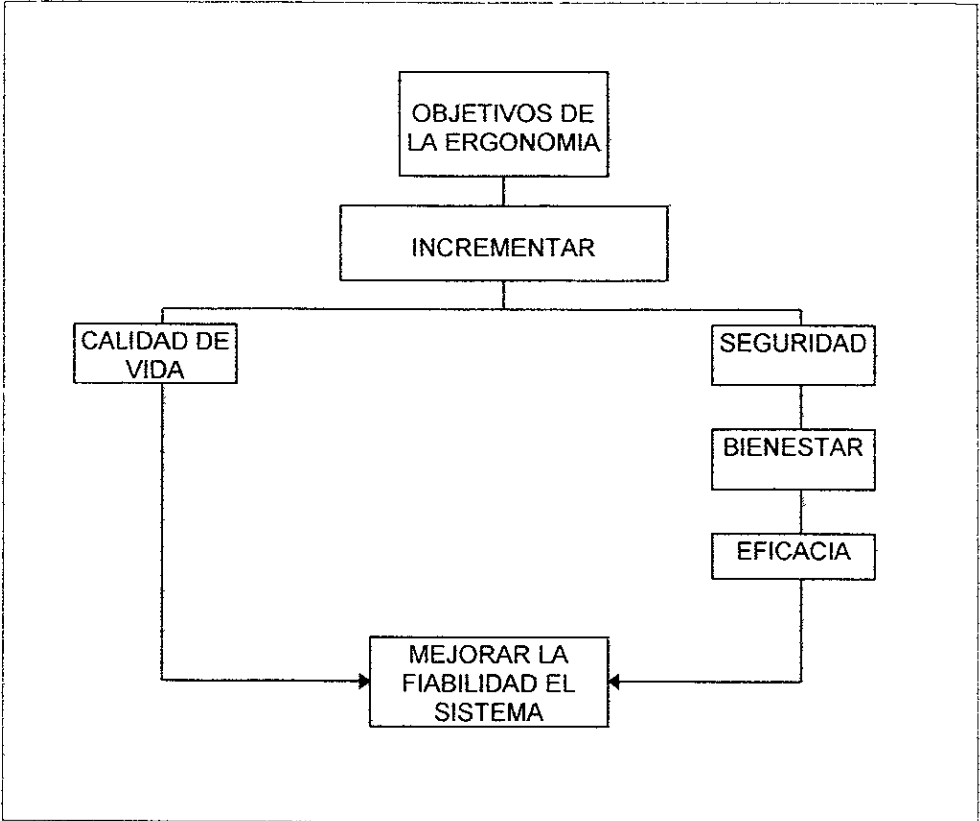 OBJETIVOS DE
LA ERGONOMIA
INCREMENTAR
CALIDAD DE
VIDA
SEGURIDAD
BIENESTAR
EFICACIA
MEJORAR LA
FIABILIDAD EL
SISTEMA